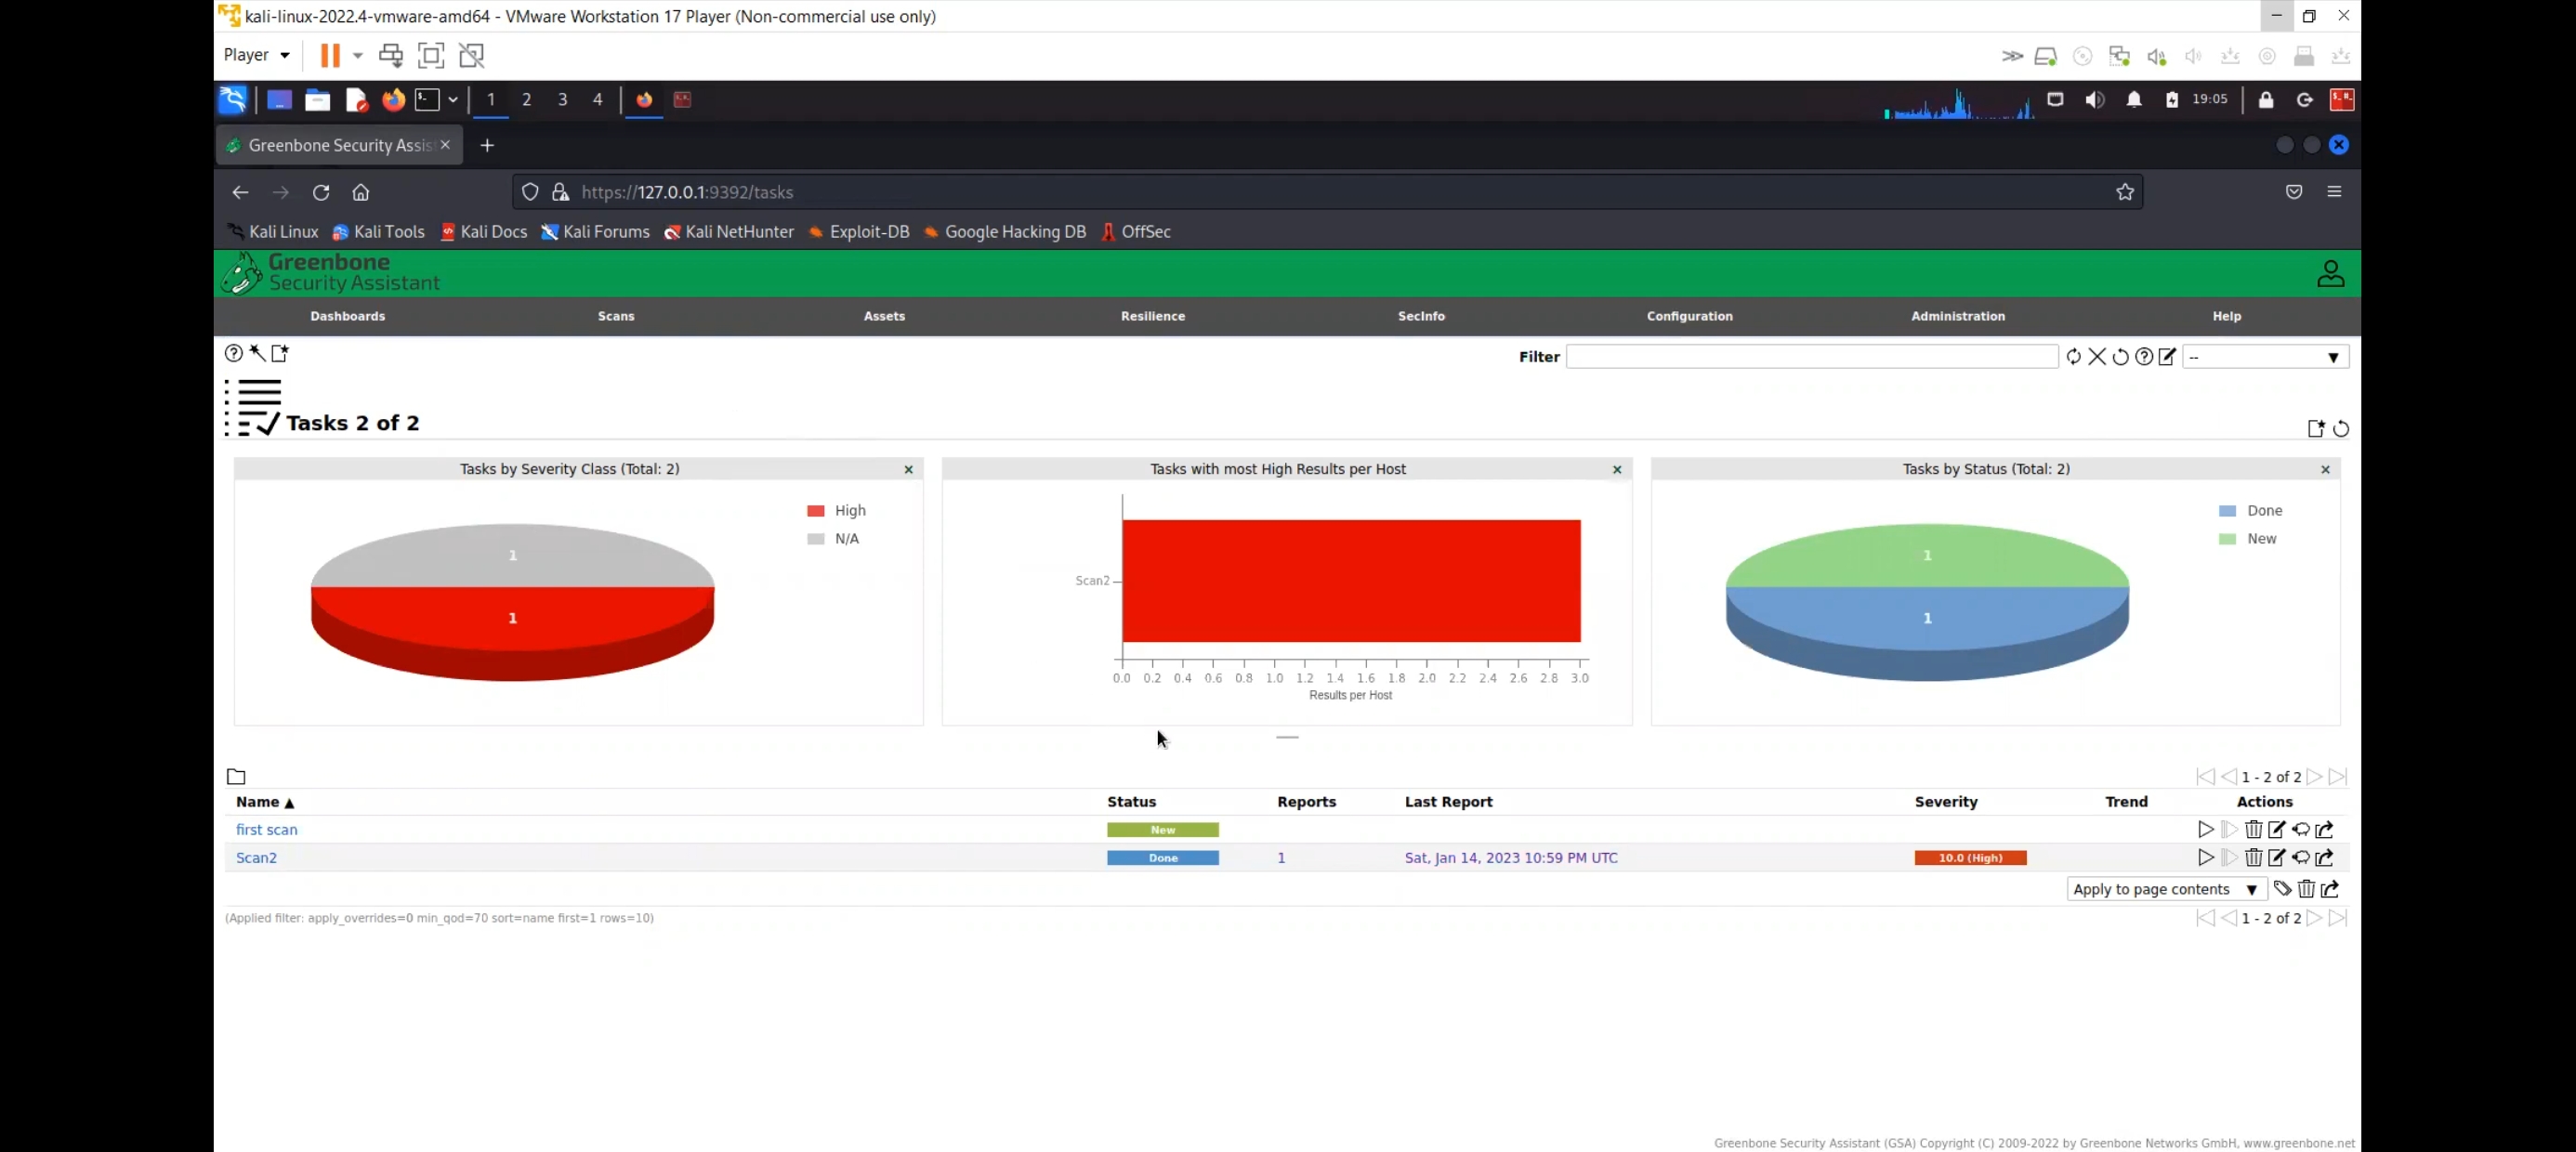 kali-linux-2022.4-vmware-amd64 - VMware Workstation 17 Player (Non-commercial use only)
Player
1 2 3 4
19:05
Greenbone Security Assis
https://127.0.0.1:9392/tasks
Kali Linux Kali Tools Kali Docs Kali Forums Kali NetHunter Exploit-DB Google Hacking DB OffSec
Greenbone
Security Assistant
Dashboards Scans Assets Resilience SecInfo Configuration Administration Help
Filter --
Tasks 2 of 2
Tasks by Severity Class (Total: 2)
High
N/A
1
1
Tasks with most High Results per Host
Scan2
0.0 0.2 0.4 0.6 0.8 1.0 1.2 1.4 1.6 1.8 2.0 2.2 2.4 2.6 2.8 3.0
Results per Host
Tasks by Status (Total: 2)
Done
New
1
1
1 - 2 of 2
Name ▲ Status Reports Last Report Severity Trend Actions
first scan New
Scan2 Done 1 Sat, Jan 14, 2023 10:59 PM UTC 10.0 (High)
Apply to page contents
(Applied filter: apply_overrides=0 min_qod=70 sort=name first=1 rows=10)
1 - 2 of 2
Greenbone Security Assistant (GSA) Copyright (C) 2009-2022 by Greenbone Networks GmbH, www.greenbone.net